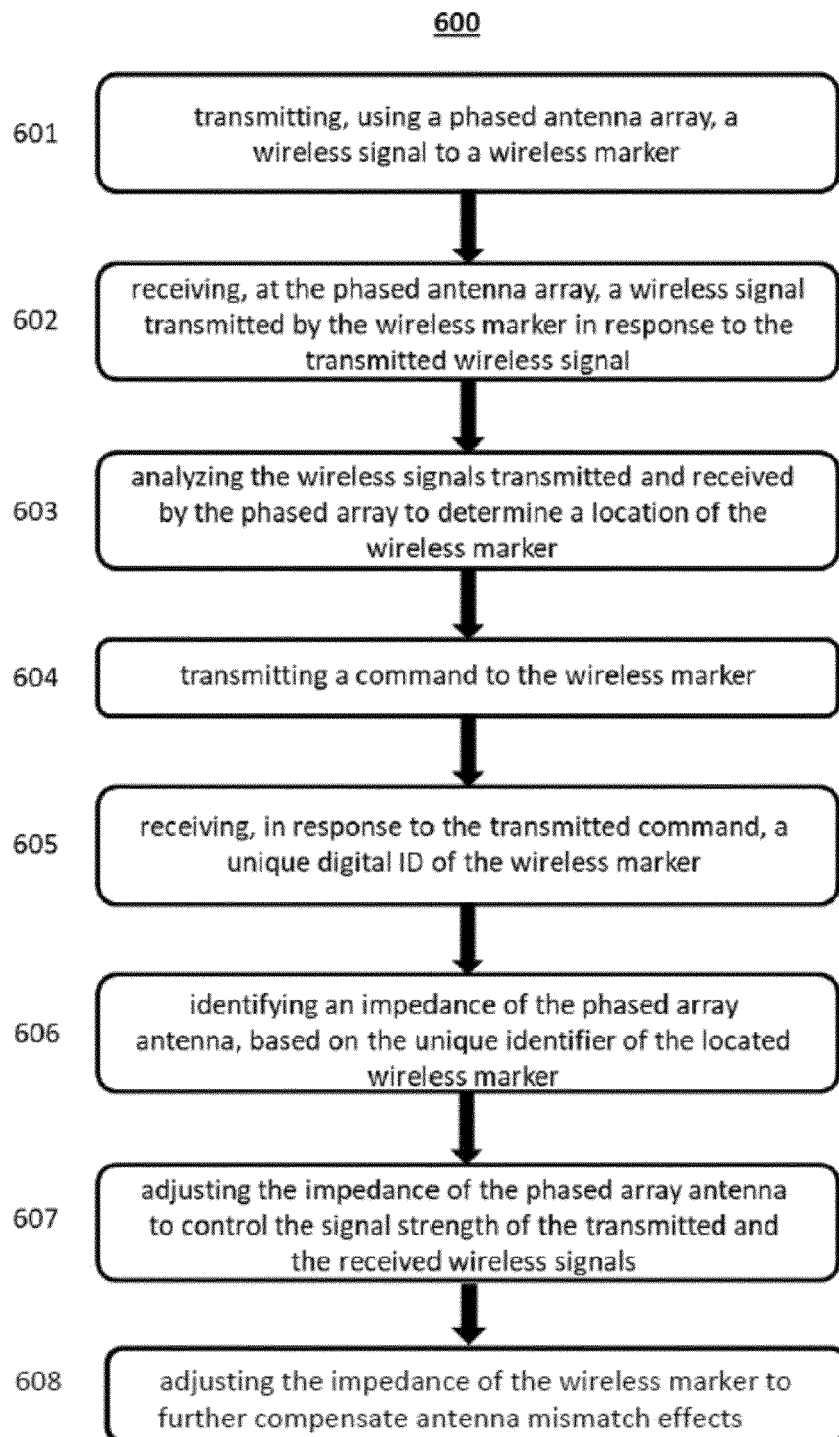 600
601
transmitting, using a phased antenna array, a
wireless signal to a wireless marker
602
receiving, at the phased antenna array, a wireless signal
transmitted by the wireless marker in response to the
transmitted wireless signal
603
analyzing the wireless signals transmitted and received
by the phased array to determine a location of the
wireless marker
604
transmitting a command to the wireless marker
605
receiving, in response to the transmitted command, a
unique digital ID of the wireless marker
606
identifying an impedance of the phased array
antenna, based on the unique identifier of the located
wireless marker
607
adjusting the impedance of the phased array antenna
to control the signal strength of the transmitted and
the received wireless signals
608
adjusting the impedance of the wireless marker to
further compensate antenna mismatch effects